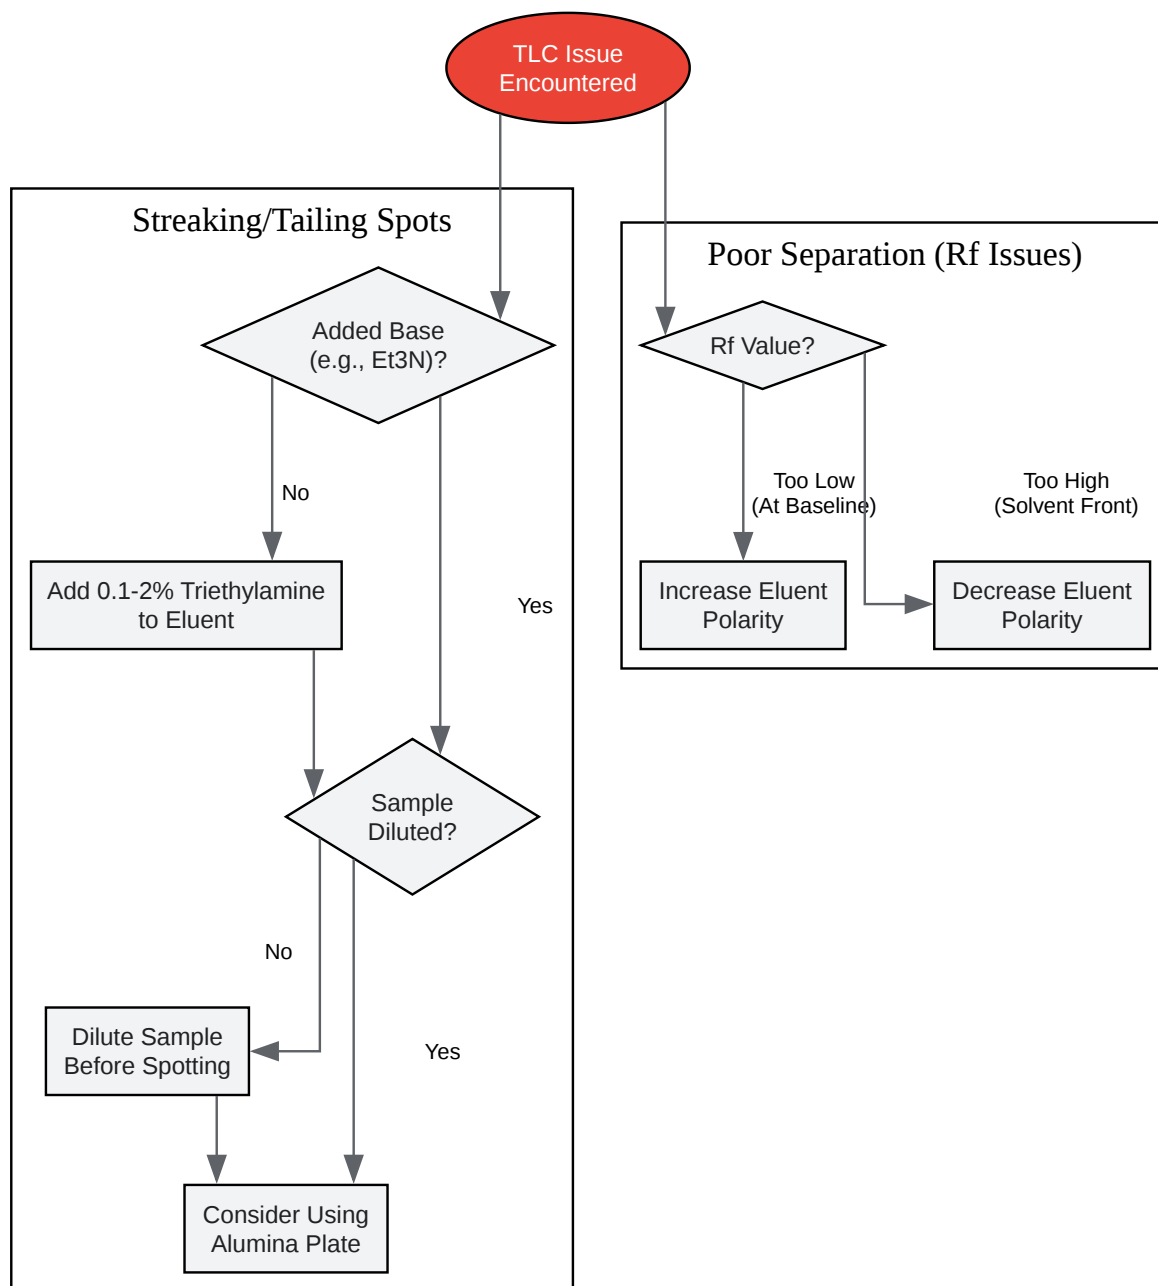 TLC Issue
Encountered
Streaking/Tailing Spots
Added Base
(e.g., Et3N)?
No
Add 0.1-2% Triethylamine
to Eluent
Yes
Sample
Diluted?
No
Dilute Sample
Before Spotting
Yes
Consider Using
Alumina Plate
Poor Separation (Rf Issues)
Rf Value?
Too Low
(At Baseline)
Too High
(Solvent Front)
Increase Eluent
Polarity
Decrease Eluent
Polarity